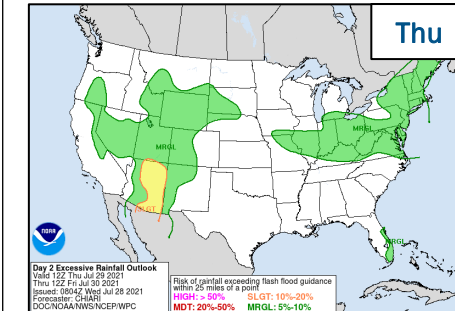 Thu
MRGL
MRGL
SLGT
MRGL
NOAA
Day 2 Excessive Rainfall Outlook
Valid 12Z Thu Jul 29 2021
Thru 12Z Fri Jul 30 2021
Issued: 0804Z Wed Jul 28 2021
Forecaster: CHIARI
DOC/NOAA/NWS/NCEP/WPC
Risk of rainfall exceeding flash flood guidance
within 25 miles of a point
HIGH: > 50% SLGT: 10%-20%
MDT: 20%-50% MRGL: 5%-10%